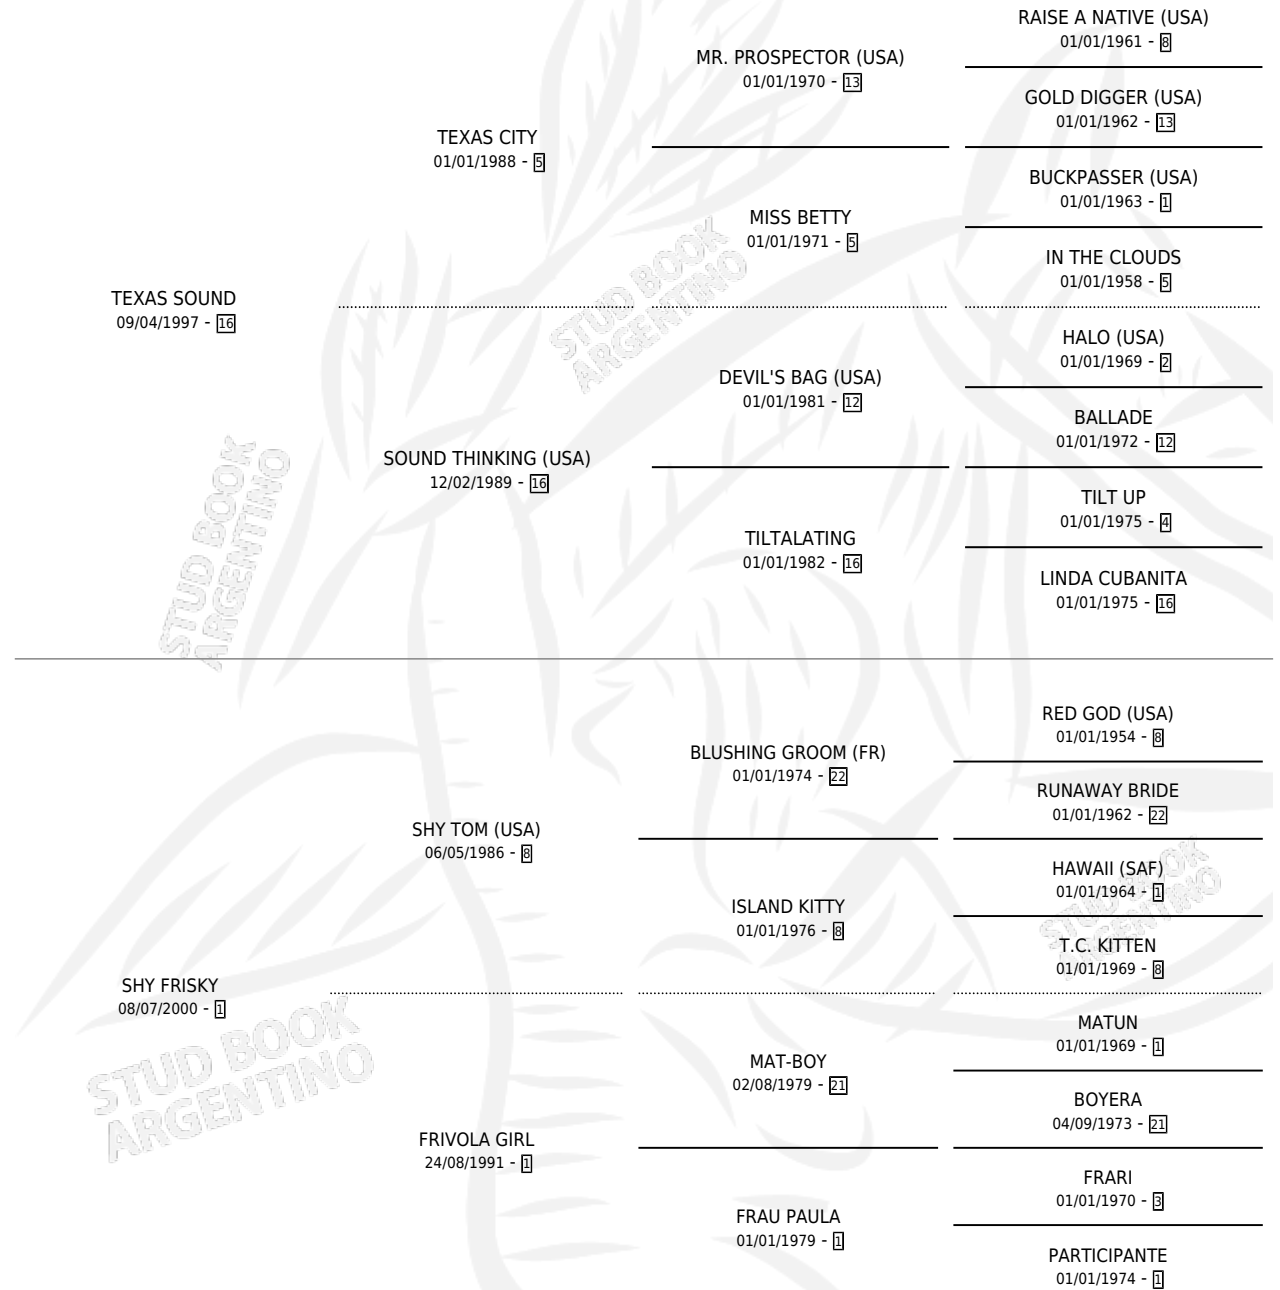 RAISE A NATIVE (USA)
01/01/1961 - 8
MR. PROSPECTOR (USA)
01/01/1970 - 13
GOLD DIGGER (USA)
01/01/1962 - 13
TEXAS CITY
01/01/1988 - 5
BUCKPASSER (USA)
01/01/1963 - 1
MISS BETTY
01/01/1971 - 5
IN THE CLOUDS
01/01/1958 - 5
TEXAS SOUND
09/04/1997 - 16
HALO (USA)
01/01/1969 - 2
DEVIL'S BAG (USA)
01/01/1981 - 12
BALLADE
01/01/1972 - 12
SOUND THINKING (USA)
12/02/1989 - 16
TILT UP
01/01/1975 - 4
TILTALATING
01/01/1982 - 16
LINDA CUBANITA
01/01/1975 - 16
RED GOD (USA)
01/01/1954 - 8
BLUSHING GROOM (FR)
01/01/1974 - 22
RUNAWAY BRIDE
01/01/1962 - 22
SHY TOM (USA)
06/05/1986 - 8
HAWAII (SAF)
01/01/1964 - 1
ISLAND KITTY
01/01/1976 - 8
T.C. KITTEN
01/01/1969 - 8
SHY FRISKY
08/07/2000 - 1
MATUN
01/01/1969 - 1
MAT-BOY
02/08/1979 - 21
BOYERA
04/09/1973 - 21
FRIVOLA GIRL
24/08/1991 - 1
FRARI
01/01/1970 - 3
FRAU PAULA
01/01/1979 - 1
PARTICIPANTE
01/01/1974 - 1
STUD BOOK
ARGENTINO
STUD BOOK
ARGENTINO
STUD BOOK
ARGENTINO
STUD BOOK
ARGENTINO